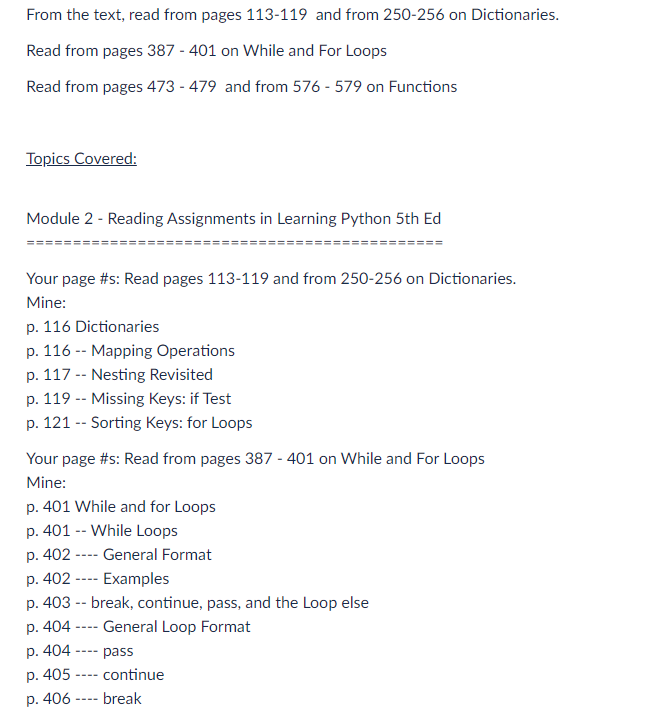 From the text, read from pages 113-119  and from 250-256 on Dictionaries.
Read from pages 387 - 401 on While and For Loops
Read from pages 473 - 479  and from 576 - 579 on Functions
Topics Covered:
Module 2 - Reading Assignments in Learning Python 5th Ed
===============================================
Your page #s: Read pages 113-119 and from 250-256 on Dictionaries.
Mine:
p. 116 Dictionaries
p. 116 -- Mapping Operations
p. 117 -- Nesting Revisited
p. 119 -- Missing Keys: if Test
p. 121 -- Sorting Keys: for Loops
Your page #s: Read from pages 387 - 401 on While and For Loops
Mine:
p. 401 While and for Loops
p. 401 -- While Loops
p. 402 ---- General Format
p. 402 ---- Examples
p. 403 -- break, continue, pass, and the Loop else
p. 404 ---- General Loop Format
p. 404 ---- pass
p. 405 ---- continue
p. 406 ---- break